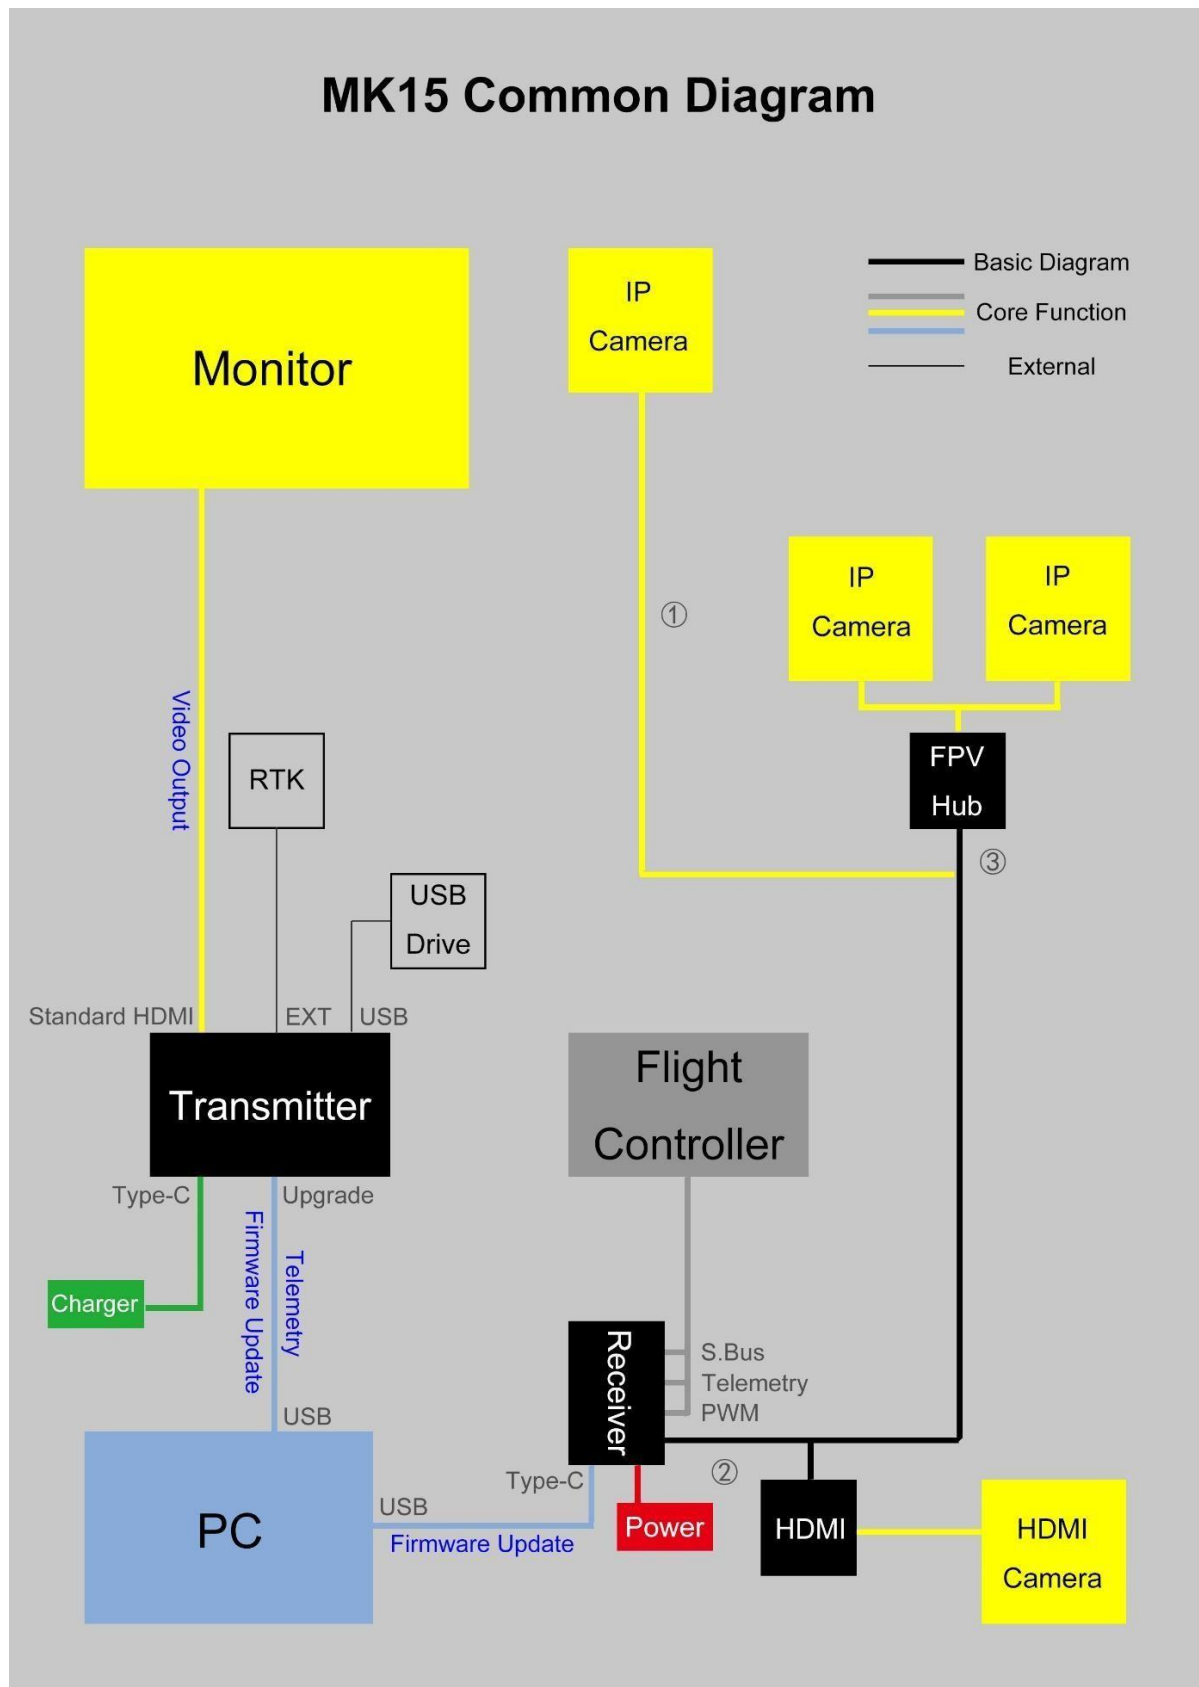 MK15 Common Diagram
Monitor
IP
Camera
Basic Diagram
Core Function
External
IP
Camera
IP
Camera
①
Video Output
RTK
FPV
Hub
③
USB
Drive
Standard HDMI
EXT
USB
Transmitter
Flight
Controller
Type-C
Upgrade
Firmware Update
Telemetry
Charger
USB
Receiver
S.Bus
Telemetry
PWM
②
Type-C
PC
USB
Firmware Update
Power
HDMI
HDMI
Camera